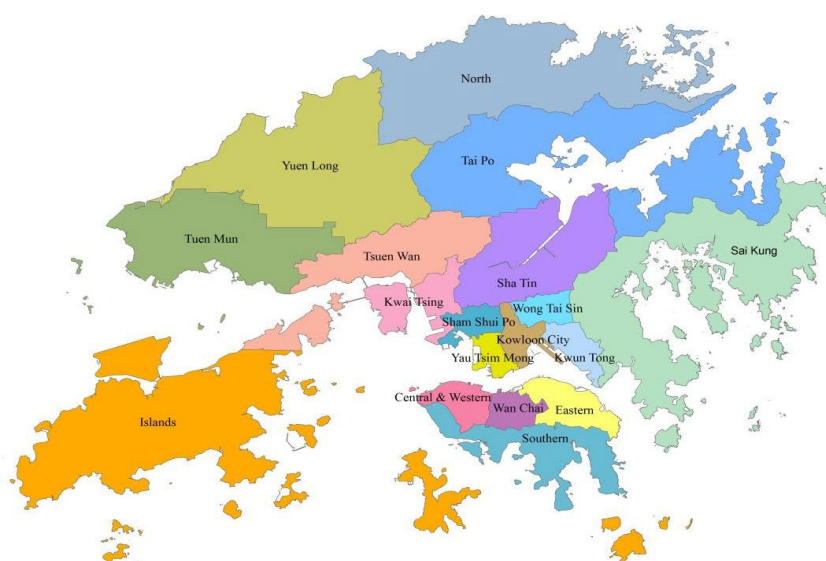 North
Tai Po
Yuen Long
Tuen Mun
Tsuen Wan
Sai Kung
Sha Tin
Kwai Tsing
Wong Tai Sin
Sham Shui Po
Kowloon City
Yau Tsim Mong
Kwun Tong
Central & Western
Wan Chai
Eastern
Islands
Southern